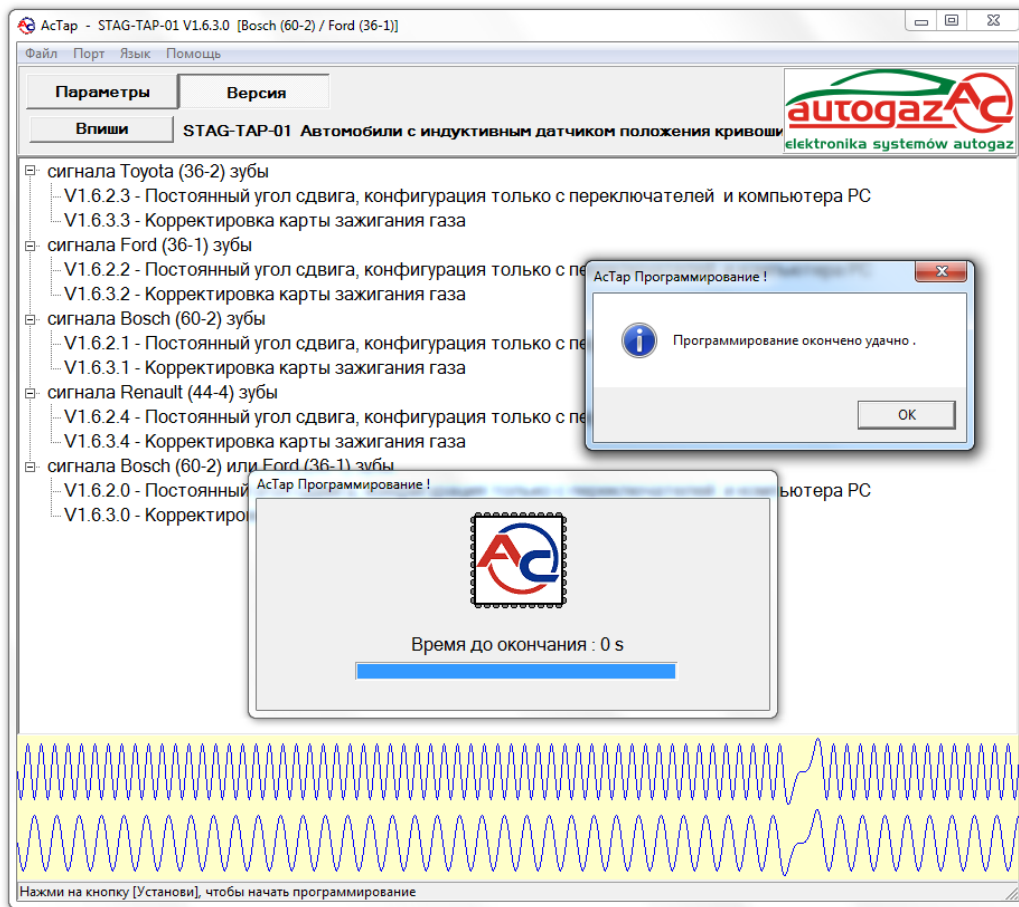 АсТар - STAG-TAP-01 V1.6.3.0 [Bosch (60-2) / Ford (36-1)]
Файл Порт Язык Помощь
Параметры Версия
Впиши STAG-TAP-01 Автомобили с индуктивным датчиком положения кривоши
autogaz AC
elektronika systemów autogaz
сигнала Toyota (36-2) зубы
V1.6.2.3 - Постоянный угол сдвига, конфигурация только с переключателей и компьютера PC
V1.6.3.3 - Корректировка карты зажигания газа
сигнала Ford (36-1) зубы
V1.6.2.2 - Постоянный угол сдвига, конфигурация только с пе
V1.6.3.2 - Корректировка карты зажигания газа
сигнала Bosch (60-2) зубы
V1.6.2.1 - Постоянный угол сдвига, конфигурация только с пе
V1.6.3.1 - Корректировка карты зажигания газа
сигнала Renault (44-4) зубы
V1.6.2.4 - Постоянный угол сдвига, конфигурация только с пе
V1.6.3.4 - Корректировка карты зажигания газа
сигнала Bosch (60-2) или Ford (36-1) зубы
V1.6.2.0 - Постоянный ьютера PC
V1.6.3.0 - Корректиро
АсТар Программирование !
Программирование окончено удачно .
OK
АсТар Программирование !
AC
Время до окончания : 0 s
Нажми на кнопку [Установи], чтобы начать программирование